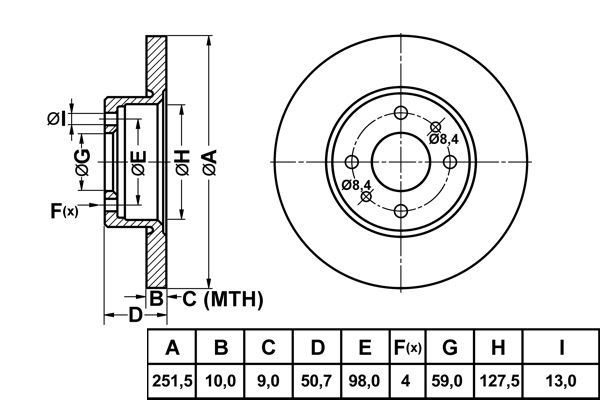 ØI
ØG
ØE
ØH
ØA
F(x)
B
C (MTH)
D
Ø8,4
Ø8,4
A B C D E F(x) G H I
251,5 10,0 9,0 50,7 98,0 4 59,0 127,5 13,0